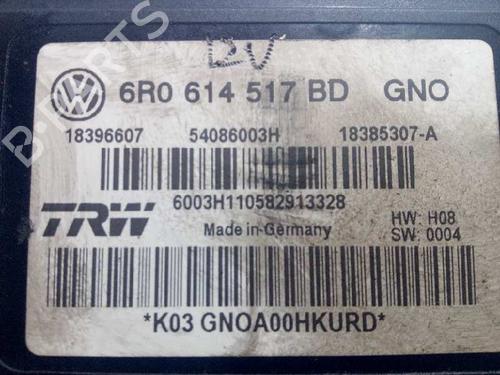 12V
6R0 614 517 BD GNO
18396607 54086003H 18385307-A
6003H110582913328
TRW Made in Germany HW: H08
SW: 0004
*K03 GNOA00HKURD*
B-PARTS